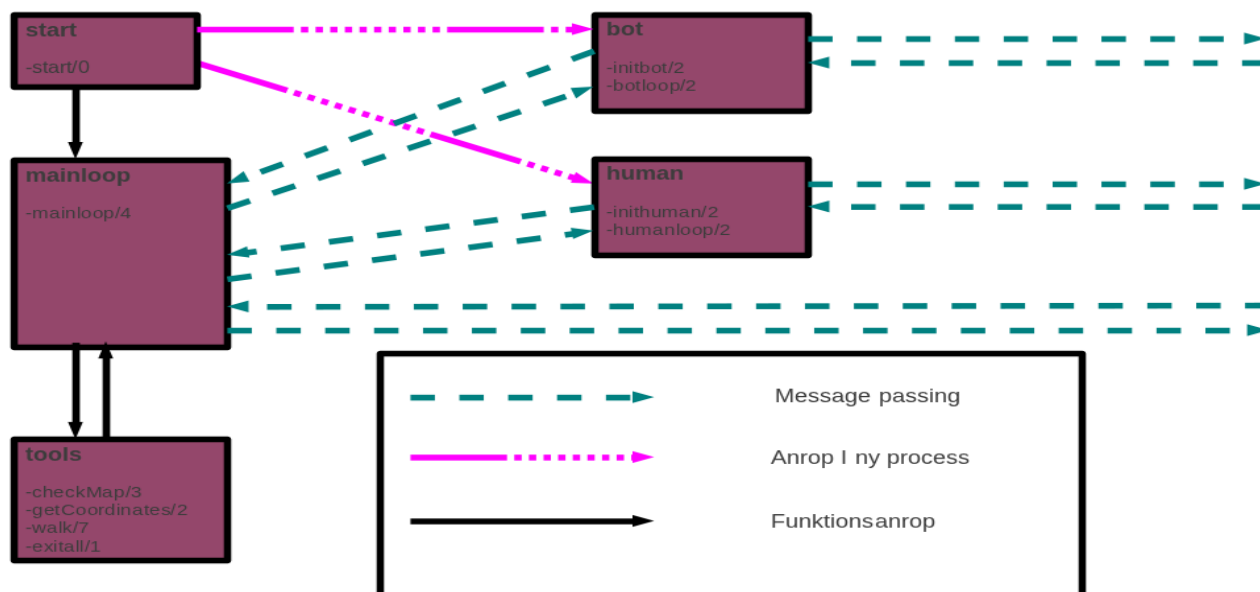 start
-start/0
bot
-initbot/2
-botloop/2
mainloop
-mainloop/4
human
-inithuman/2
-humanloop/2
tools
-checkMap/3
-getCoordinates/2
-walk/7
-exitall/1
Message passing
Anrop I ny process
Funktionsanrop